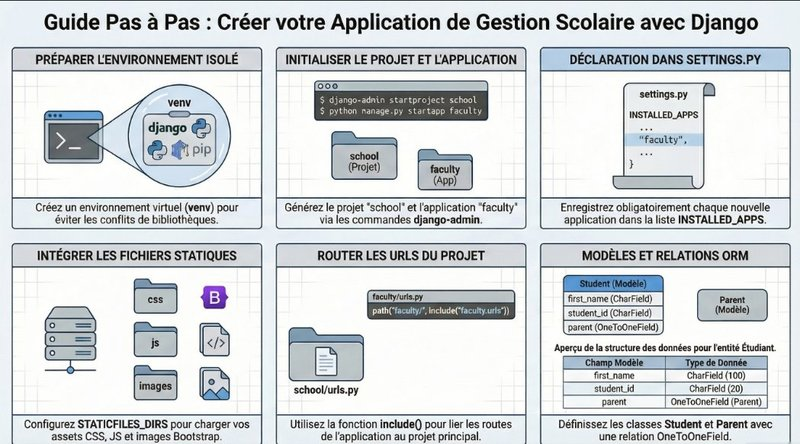 Guide Pas à Pas : Créer votre Application de Gestion Scolaire avec Django
PRÉPARER L'ENVIRONNEMENT ISOLÉ
venv
django
pip
Créez un environnement virtuel (venv) pour
éviter les conflits de bibliothèques.
INITIALISER LE PROJET ET L'APPLICATION
$ django-admin startproject school
$ python manage.py startapp faculty
school
(Projet)
faculty
(App)
Générez le projet "school" et l'application "faculty"
via les commandes django-admin.
DÉCLARATION DANS SETTINGS.PY
settings.py
INSTALLED_APPS
...
"faculty",
...
}
Enregistrez obligatoirement chaque nouvelle
application dans la liste INSTALLED_APPS.
INTÉGRER LES FICHIERS STATIQUES
css
B
js
</>
images
Configurez STATICFILES_DIRS pour charger vos
assets CSS, JS et images Bootstrap.
ROUTER LES URLS DU PROJET
faculty/urls.py
path("faculty/", include("faculty.urls"))
school/urls.py
Utilisez la fonction include() pour lier les routes
de l'application au projet principal.
MODÈLES ET RELATIONS ORM
Student (Modèle)
first_name (CharField)
student_id (CharField)
parent (OneToOneField)
Parent
(Modèle)
Aperçu de la structure des données pour l'entité Étudiant.
Champ Modèle Type de Donnée
first_name CharField (100)
student_id CharField (20)
parent OneToOneField (Parent)
Définissez les classes Student et Parent avec
une relation OneToOneField.